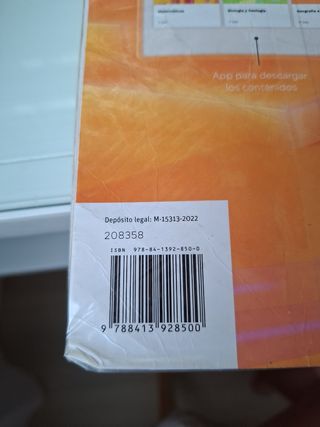 Matemáticas Biología y Geología Geografía e
App para descargar
los contenidos
Depósito legal: M-15313-2022
208358
ISBN 978-84-1392-850-0
9 788413 928500